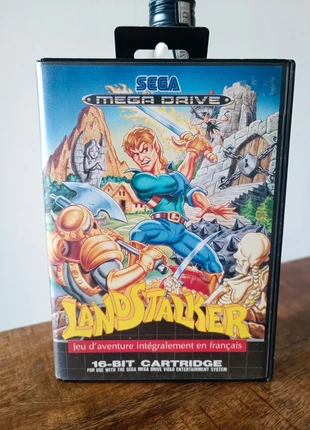 SEGA
MEGA DRIVE
LANDSTALKER
Jeu d'aventure intégralement en français
16-BIT CARTRIDGE
FOR USE WITH THE SEGA MEGA DRIVE VIDEO ENTERTAINMENT SYSTEM